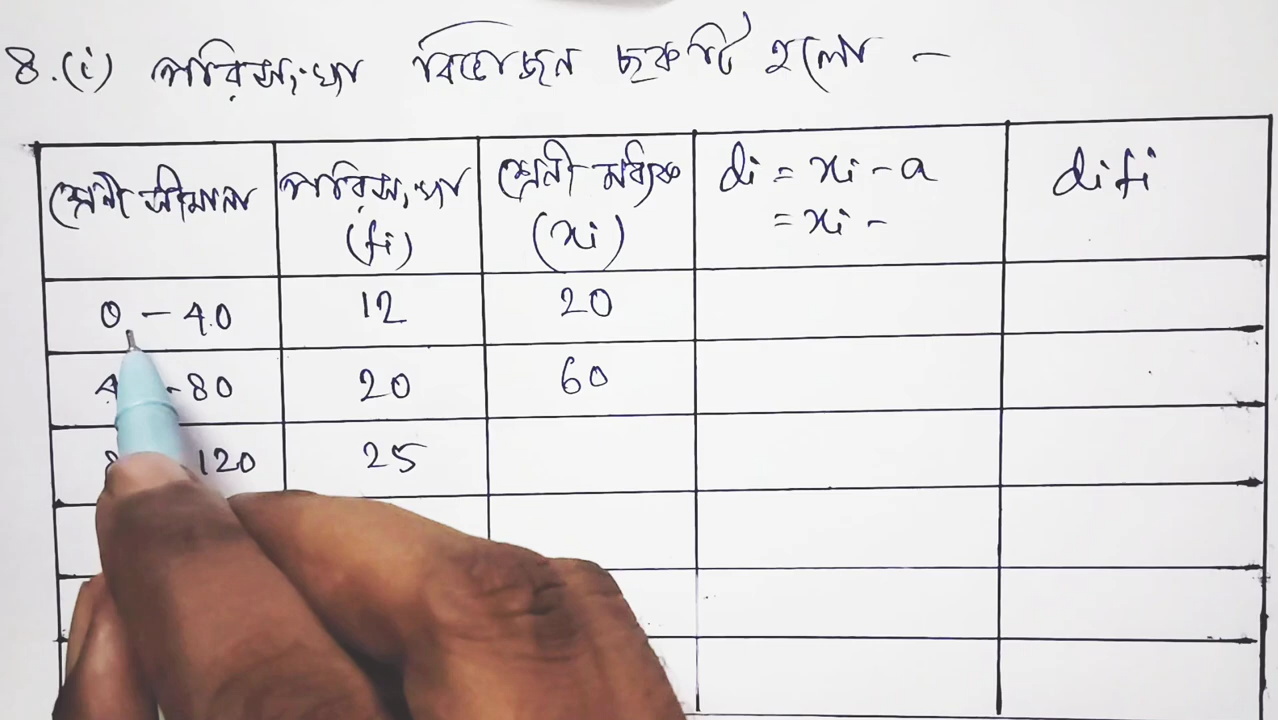 8.(i) পরিসংখ্যা বিভাজন ছকটি হলো -
শ্রেণী সীমানা পরিসংখ্যা (fi) শ্রেণী মধ্যক (xi) di = xi - a = xi - difi
0 - 40 12 20
- 80 20 60
120 25